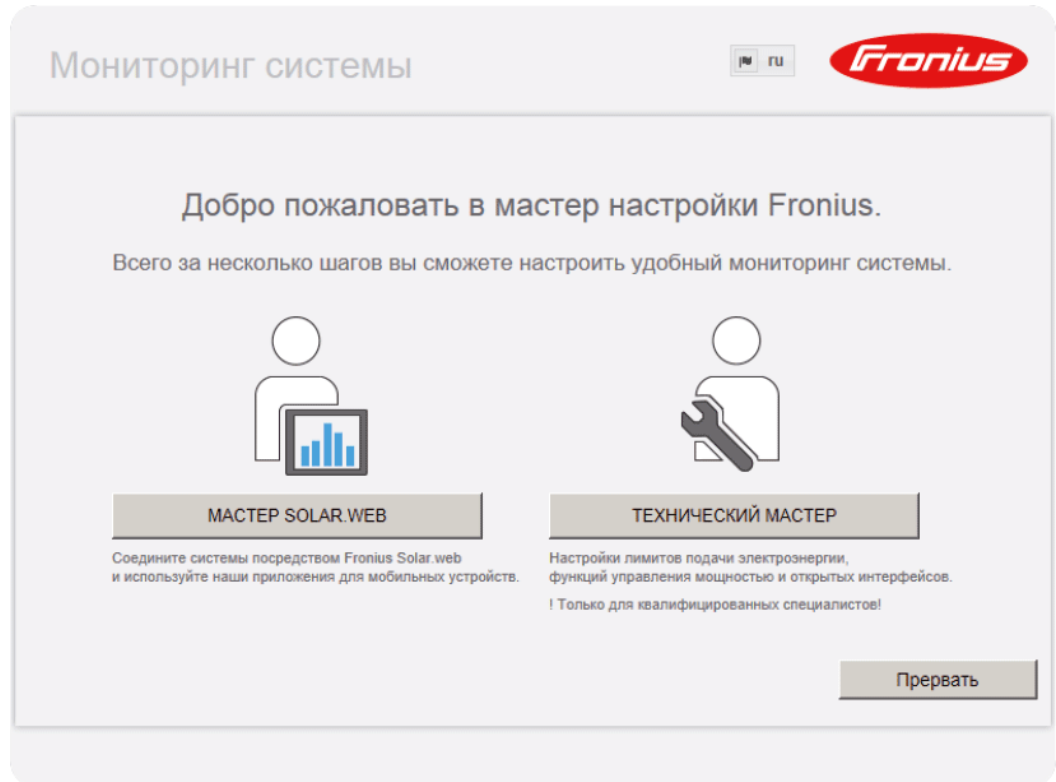 Мониторинг системы
ru
Fronius
Добро пожаловать в мастер настройки Fronius.
Всего за несколько шагов вы сможете настроить удобный мониторинг системы.
МАСТЕР SOLAR.WEB
Соедините системы посредством Fronius Solar.web
и используйте наши приложения для мобильных устройств.
ТЕХНИЧЕСКИЙ МАСТЕР
Настройки лимитов подачи электроэнергии,
функций управления мощностью и открытых интерфейсов.
! Только для квалифицированных специалистов!
Прервать